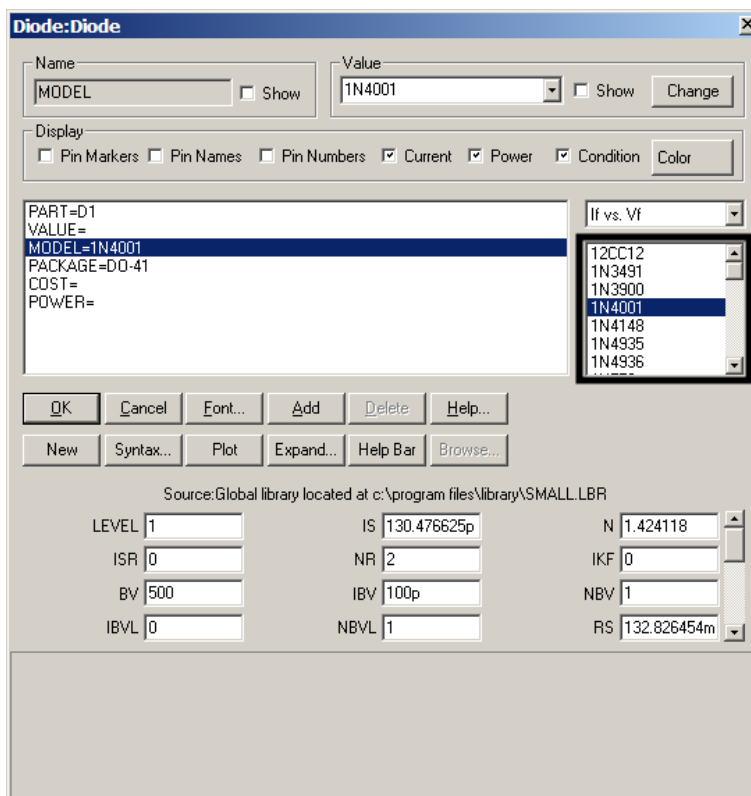 Diode:Diode
Name
Value
MODEL Show 1N4001 Show Change
Display
Pin Markers Pin Names Pin Numbers Current Power Condition Color
PART=D1
VALUE=
MODEL=1N4001
PACKAGE=DO-41
COST=
POWER=
If vs. Vf
12CC12
1N3491
1N3900
1N4001
1N4148
1N4935
1N4936
OK Cancel Font... Add Delete Help...
New Syntax... Plot Expand... Help Bar Browse...
Source:Global library located at c:\program files\library\SMALL.LBR
LEVEL 1 IS 130.476625p N 1.424118
ISR 0 NR 2 IKF 0
BV 500 IBV 100p NBV 1
IBVL 0 NBVL 1 RS 132.826454m